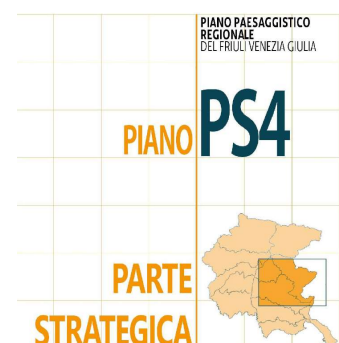 PIANO PAESAGGISTICO
REGIONALE
DEL FRIULI VENEZIA GIULIA
PIANO PS4
PARTE
STRATEGICA